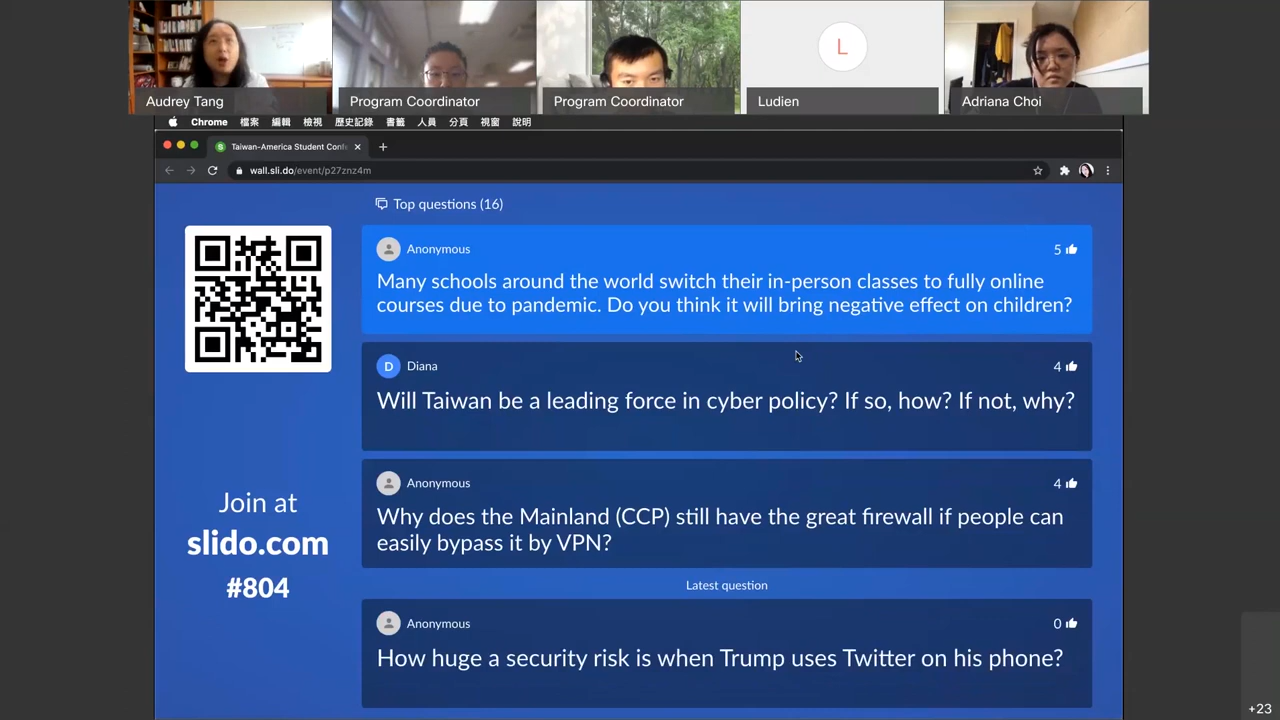 Audrey Tang
Program Coordinator
Program Coordinator
L
Ludien
Adriana Choi
Chrome 檔案 編輯 檢視 歷史記錄 書籤 人員 分頁 視窗 說明
S Taiwan-America Student Conf
wall.sli.do/event/p27znz4m
Top questions (16)
Anonymous
5
Many schools around the world switch their in-person classes to fully online
courses due to pandemic. Do you think it will bring negative effect on children?
D Diana
4
Will Taiwan be a leading force in cyber policy? If so, how? If not, why?
Anonymous
4
Why does the Mainland (CCP) still have the great firewall if people can
easily bypass it by VPN?
Join at
slido.com
#804
Latest question
Anonymous
0
How huge a security risk is when Trump uses Twitter on his phone?
+23